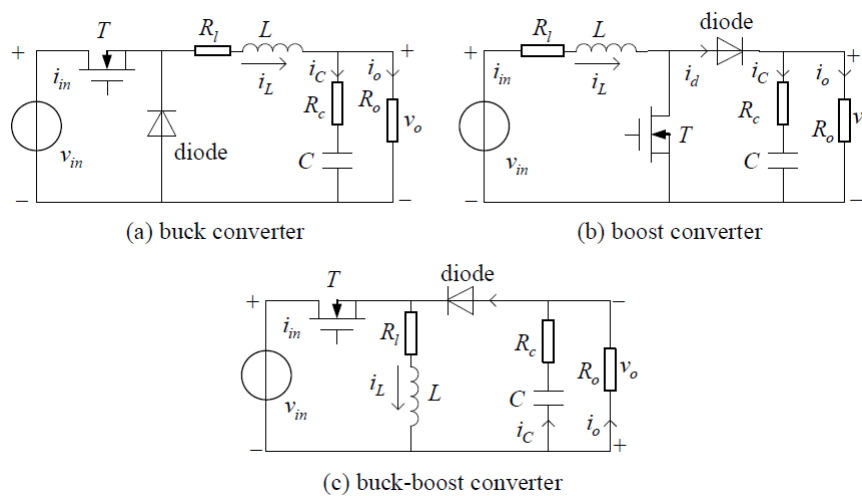 T
R_l
L
+
i_in
i_L
i_C
i_o
+
R_c
R_o
v_o
v_in
diode
C
−
−
(a) buck converter
diode
+
R_l
L
+
i_in
i_L
i_d
i_C
i_o
R_c
R_o
v
v_in
T
C
−
−
(b) boost converter
T
diode
+
−
i_in
R_l
R_c
i_L
L
R_o
v_o
v_in
C
i_C
i_o
−
+
(c) buck-boost converter